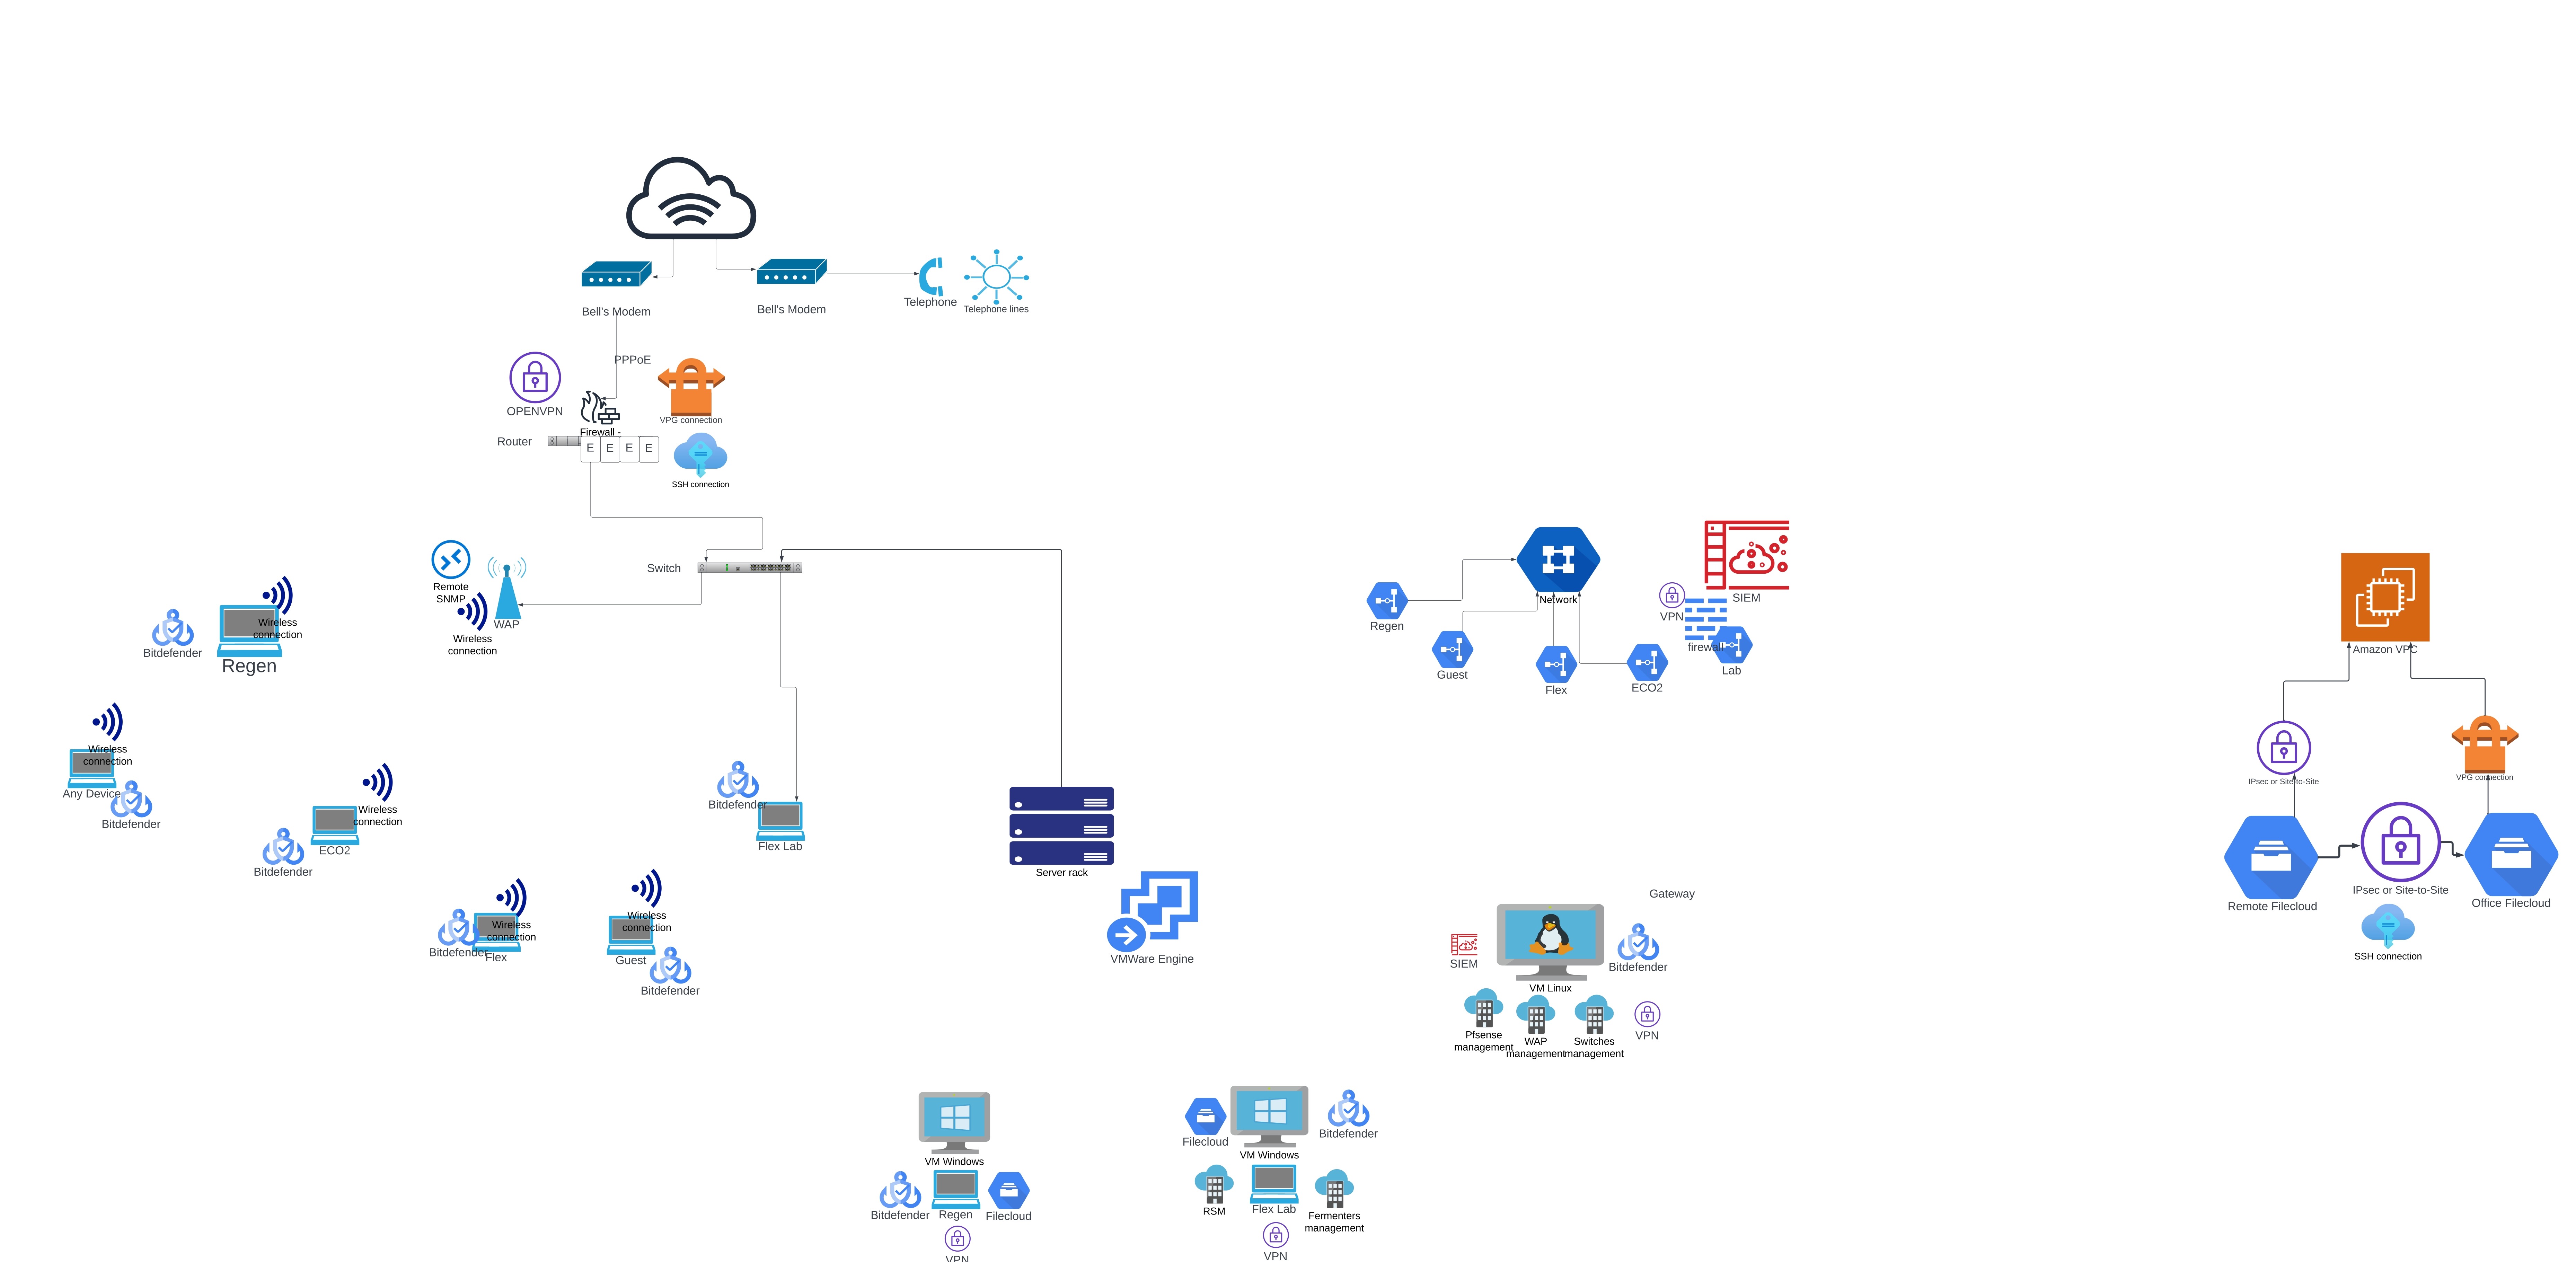 Bell's Modem
Bell's Modem
Telephone
Telephone lines
PPPoE
OPENVPN
VPG connection
Firewall -
Router
E
E
E
E
SSH connection
Switch
Remote
SNMP
WAP
Wireless
connection
Bitdefender
Wireless
connection
Regen
Wireless
connection
Any Device
Bitdefender
Wireless
connection
ECO2
Bitdefender
Bitdefender
Flex Lab
Wireless
connection
Bitdefender
Flex
Wireless
connection
Guest
Bitdefender
Server rack
VMWare Engine
Network
Regen
Guest
Flex
ECO2
VPN
SIEM
firewall
Lab
Gateway
SIEM
VM Linux
Bitdefender
Pfsense
management
WAP
management
Switches
management
VPN
VM Windows
Bitdefender
Regen
Filecloud
VPN
Filecloud
VM Windows
Bitdefender
RSM
Flex Lab
Fermenters
management
VPN
Amazon VPC
IPsec or Site-to-Site
VPG connection
Remote Filecloud
IPsec or Site-to-Site
Office Filecloud
SSH connection